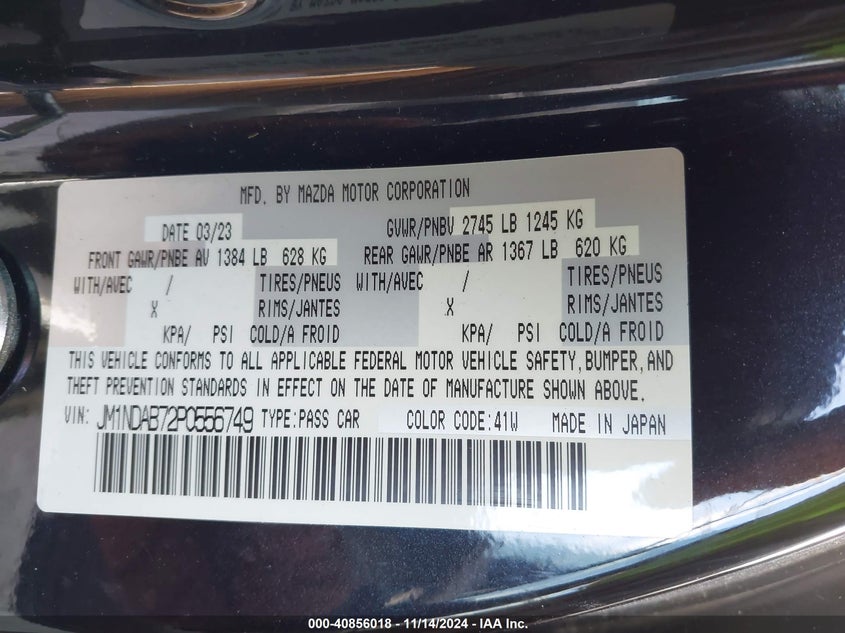 MFD. BY MAZDA MOTOR CORPORATION
DATE 03/23 GVWR/PNBV 2745 LB 1245 KG
FRONT GAWR/PNBE AV 1384 LB 628 KG REAR GAWR/PNBE AR 1367 LB 620 KG
WITH/AVEC / TIRES/PNEUS WITH/AVEC / TIRES/PNEUS
X RIMS/JANTES X RIMS/JANTES
KPA/ PSI COLD/A FROID KPA/ PSI COLD/A FROID
THIS VEHICLE CONFORMS TO ALL APPLICABLE FEDERAL MOTOR VEHICLE SAFETY, BUMPER, AND
THEFT PREVENTION STANDARDS IN EFFECT ON THE DATE OF MANUFACTURE SHOWN ABOVE.
VIN: JM1NDAB72P0556749 TYPE:PASS CAR COLOR CODE:41W MADE IN JAPAN
000-40856018 - 11/14/2024 - IAA Inc.